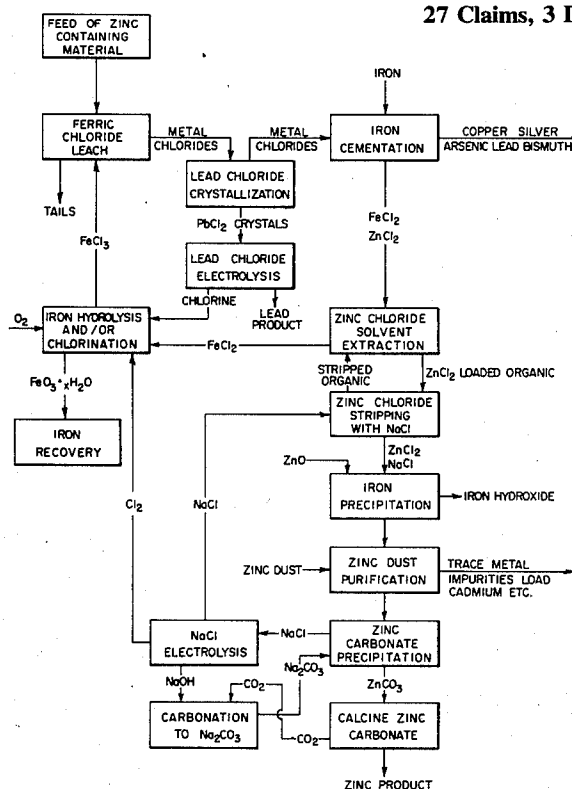 27 Claims, 3 D
FEED OF ZINC
CONTAINING
MATERIAL
IRON
FERRIC
CHLORIDE
LEACH
METAL
CHLORIDES
METAL
CHLORIDES
IRON
CEMENTATION
COPPER SILVER
ARSENIC LEAD BISMUTH
LEAD CHLORIDE
CRYSTALLIZATION
TAILS
PbCl2 CRYSTALS
FeCl2
ZnCl2
FeCl3
LEAD CHLORIDE
ELECTROLYSIS
CHLORINE
LEAD
PRODUCT
O2
IRON HYDROLYSIS
AND/OR
CHLORINATION
FeCl2
ZINC CHLORIDE
SOLVENT
EXTRACTION
STRIPPED
ORGANIC
ZnCl2 LOADED ORGANIC
FeO3·xH2O
ZINC CHLORIDE
STRIPPING
WITH NaCl
IRON
RECOVERY
ZnCl2
NaCl
ZnO
Cl2
NaCl
IRON
PRECIPITATION
IRON HYDROXIDE
ZINC DUST
ZINC DUST
PURIFICATION
TRACE METAL
IMPURITIES LOAD
CADMIUM ETC.
NaCl
ELECTROLYSIS
NaCl
ZINC
CARBONATE
PRECIPITATION
Na2CO3
NaOH
CO2
ZnCO3
CARBONATION
TO Na2CO3
CO2
CALCINE ZINC
CARBONATE
ZINC PRODUCT